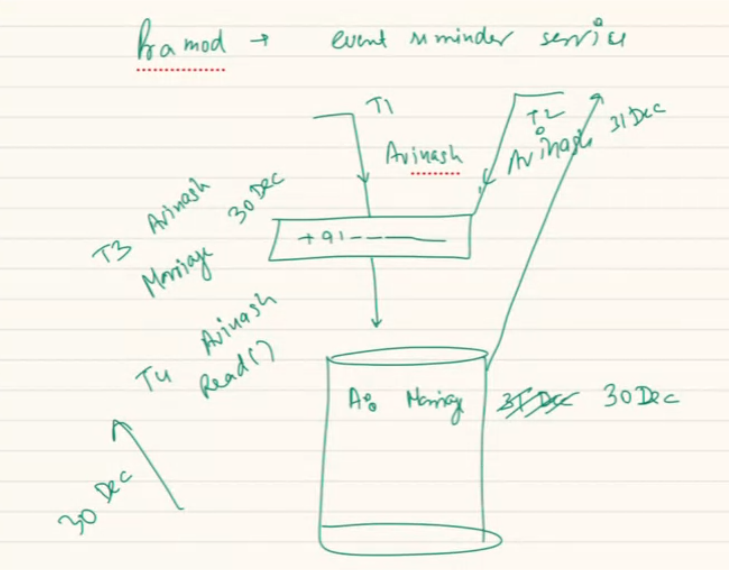 Pramod → event reminder service
T1
Avinash
T2
Avinash
31 Dec
T3 Avinash 30 Dec
Marriage
+91-------
T4 Avinash
Read()
A: Marriage 31 Dec 30 Dec
30 Dec